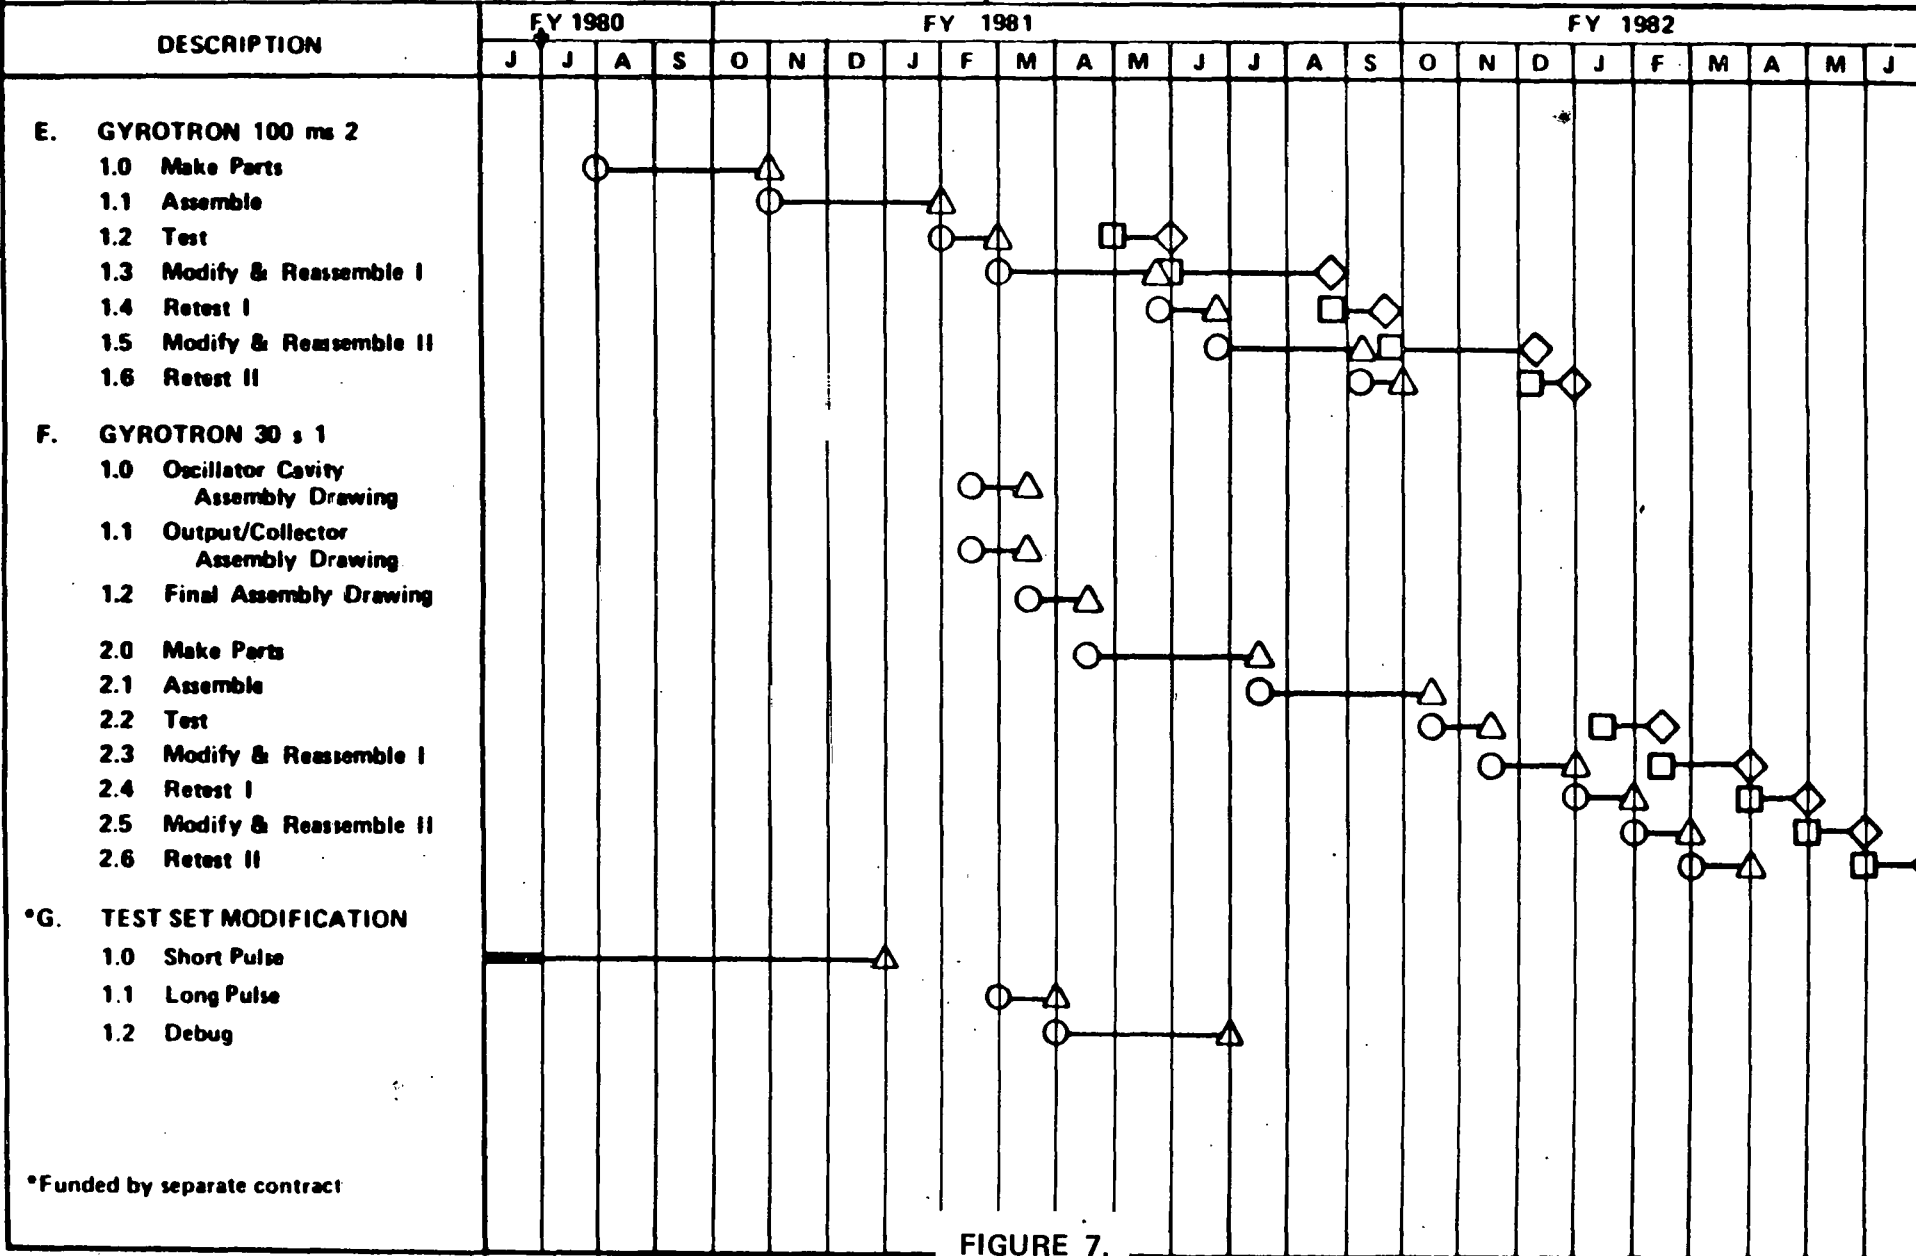 DESCRIPTION
FY 1980 FY 1981 FY 1982
J J A S O N D J F M A M J J A S O N D J F M A M J
E. GYROTRON 100 ms 2
1.0 Make Parts
1.1 Assemble
1.2 Test
1.3 Modify & Reassemble I
1.4 Retest I
1.5 Modify & Reassemble II
1.6 Retest II
F. GYROTRON 30 s 1
1.0 Oscillator Cavity
Assembly Drawing
1.1 Output/Collector
Assembly Drawing
1.2 Final Assembly Drawing
2.0 Make Parts
2.1 Assemble
2.2 Test
2.3 Modify & Reassemble I
2.4 Retest I
2.5 Modify & Reassemble II
2.6 Retest II
*G. TEST SET MODIFICATION
1.0 Short Pulse
1.1 Long Pulse
1.2 Debug
*Funded by separate contract
FIGURE 7.